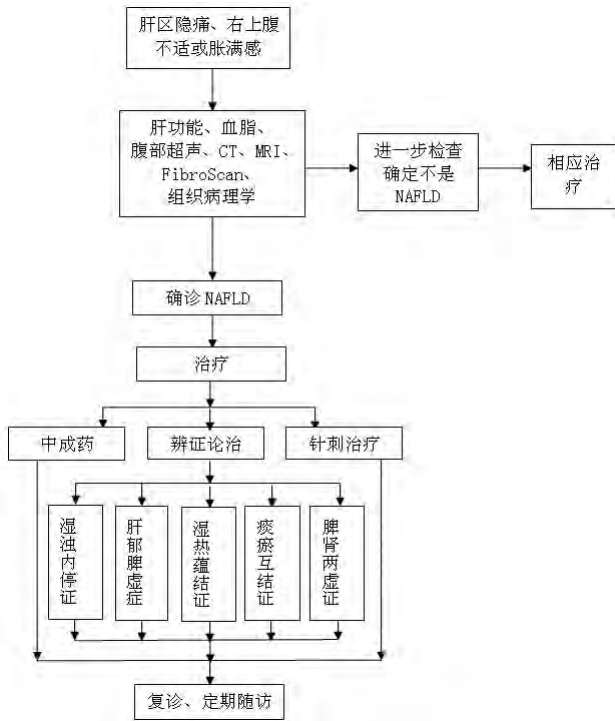 肝区隐痛、右上腹
不适或胀满感
肝功能、血脂、
腹部超声、CT、MRI、
FibroScan、
组织病理学
进一步检查
确定不是
NAFLD
相应治
疗
确诊 NAFLD
治疗
中成药
辨证论治
针刺治疗
湿浊内停证
肝郁脾虚症
湿热蕴结证
痰瘀互结证
脾肾两虚证
复诊、定期随访